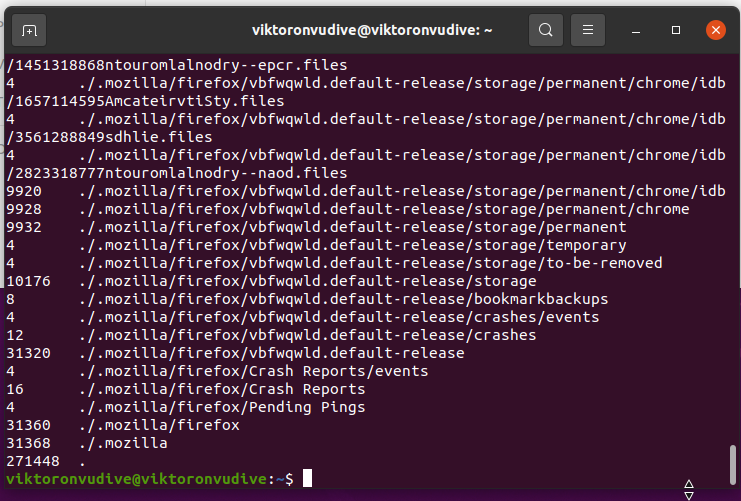 viktoronvudive@viktoronvudive: ~
/1451318868ntouromlalnodry--epcr.files
4 ./.mozilla/firefox/vbfwqwld.default-release/storage/permanent/chrome/idb
/1657114595AmcateirvtiSty.files
4 ./.mozilla/firefox/vbfwqwld.default-release/storage/permanent/chrome/idb
/3561288849sdhlie.files
4 ./.mozilla/firefox/vbfwqwld.default-release/storage/permanent/chrome/idb
/2823318777ntouromlalnodry--naod.files
9920 ./.mozilla/firefox/vbfwqwld.default-release/storage/permanent/chrome/idb
9928 ./.mozilla/firefox/vbfwqwld.default-release/storage/permanent/chrome
9932 ./.mozilla/firefox/vbfwqwld.default-release/storage/permanent
4 ./.mozilla/firefox/vbfwqwld.default-release/storage/temporary
4 ./.mozilla/firefox/vbfwqwld.default-release/storage/to-be-removed
10176 ./.mozilla/firefox/vbfwqwld.default-release/storage
8 ./.mozilla/firefox/vbfwqwld.default-release/bookmarkbackups
4 ./.mozilla/firefox/vbfwqwld.default-release/crashes/events
12 ./.mozilla/firefox/vbfwqwld.default-release/crashes
31320 ./.mozilla/firefox/vbfwqwld.default-release
4 ./.mozilla/firefox/Crash Reports/events
16 ./.mozilla/firefox/Crash Reports
4 ./.mozilla/firefox/Pending Pings
31360 ./.mozilla/firefox
31368 ./.mozilla
271448 .
viktoronvudive@viktoronvudive:~$